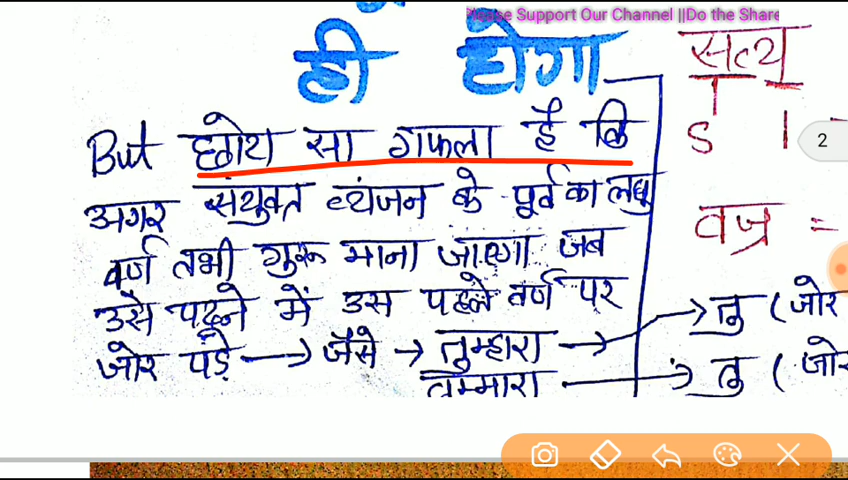 Please Support Our Channel ||Do the Share
ही होगा
But छोटा सा गफला है कि
अगर संयुक्त व्यंजन के पूर्व का लघु
वर्ण तभी गुरू माना जाएगा जब
उसे पढ़ने में उस पहले वर्ण पर
जोर पड़े → जैसे → तुम्हारा → → तु (जोर
तुम्मारा → तु ( जोर
सत्य
S ।
2
वज्र =